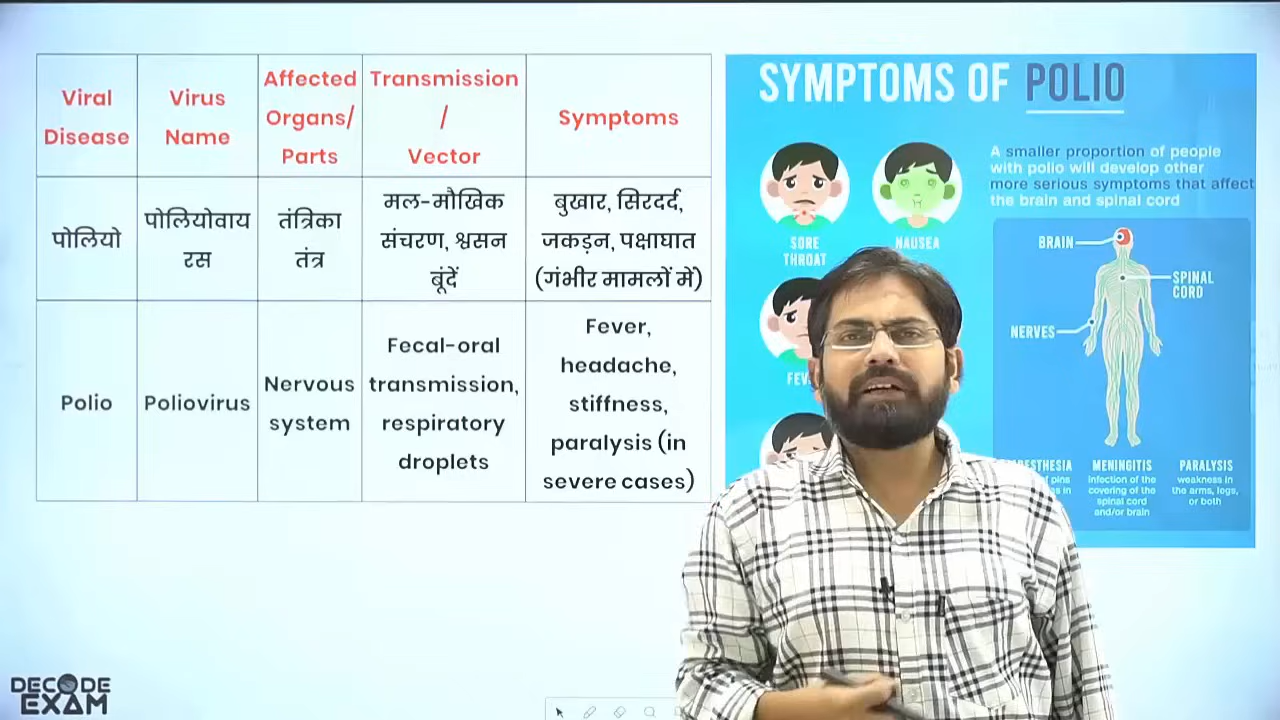 Viral
Disease
Virus
Name
Affected
Organs/
Parts
Transmission
/
Vector
Symptoms
पोलियो
पोलियोवाय
रस
तंत्रिका
तंत्र
मल-मौखिक
संचरण, श्वसन
बूंदें
बुखार, सिरदर्द,
जकड़न, पक्षाघात
(गंभीर मामलों में)
Polio
Poliovirus
Nervous
system
Fecal-oral
transmission,
respiratory
droplets
Fever,
headache,
stiffness,
paralysis (in
severe cases)
SYMPTOMS OF POLIO
A smaller proportion of people
with polio will develop other
more serious symptoms that affect
the brain and spinal cord
SORE
THROAT
NAUSEA
BRAIN
SPINAL
CORD
NERVES
MENINGITIS
infection of the
covering of the
spinal cord
and/or brain
PARALYSIS
weakness in
the arms, legs,
or both
DECODE
EXAM